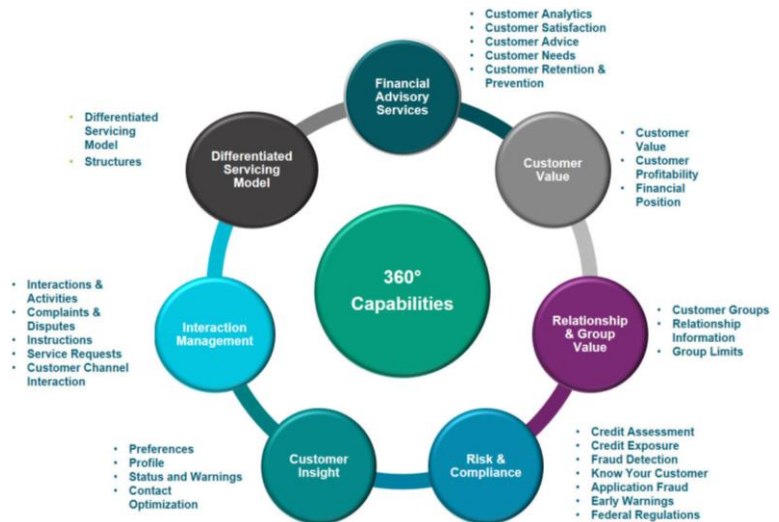 • Customer Analytics
• Customer Satisfaction
• Customer Advice
• Customer Needs
• Customer Retention &
Prevention
Financial
Advisory
Services
• Differentiated
Servicing
Model
• Structures
Differentiated
Servicing
Model
Customer
Value
• Customer
Value
• Customer
Profitability
• Financial
Position
360°
Capabilities
• Interactions &
Activities
• Complaints &
Disputes
• Instructions
• Service Requests
• Customer Channel
Interaction
Interaction
Management
Relationship
& Group
Value
• Customer Groups
• Relationship
Information
• Group Limits
• Preferences
• Profile
• Status and Warnings
• Contact
Optimization
Customer
Insight
Risk &
Compliance
• Credit Assessment
• Credit Exposure
• Fraud Detection
• Know Your Customer
• Application Fraud
• Early Warnings
• Federal Regulations